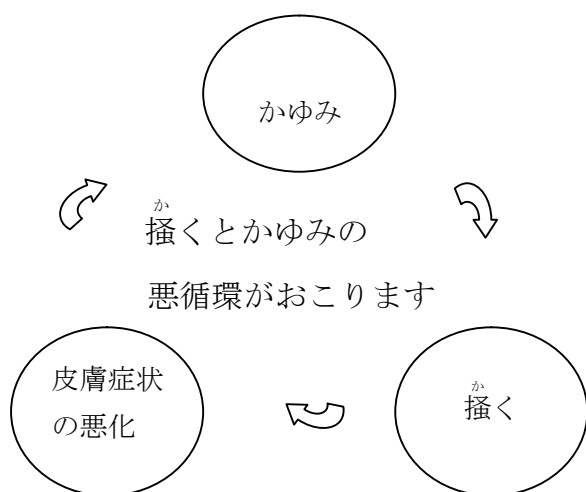 かゆみ
か
掻くとかゆみの
悪循環がおこります
皮膚症状
の悪化
か
掻く